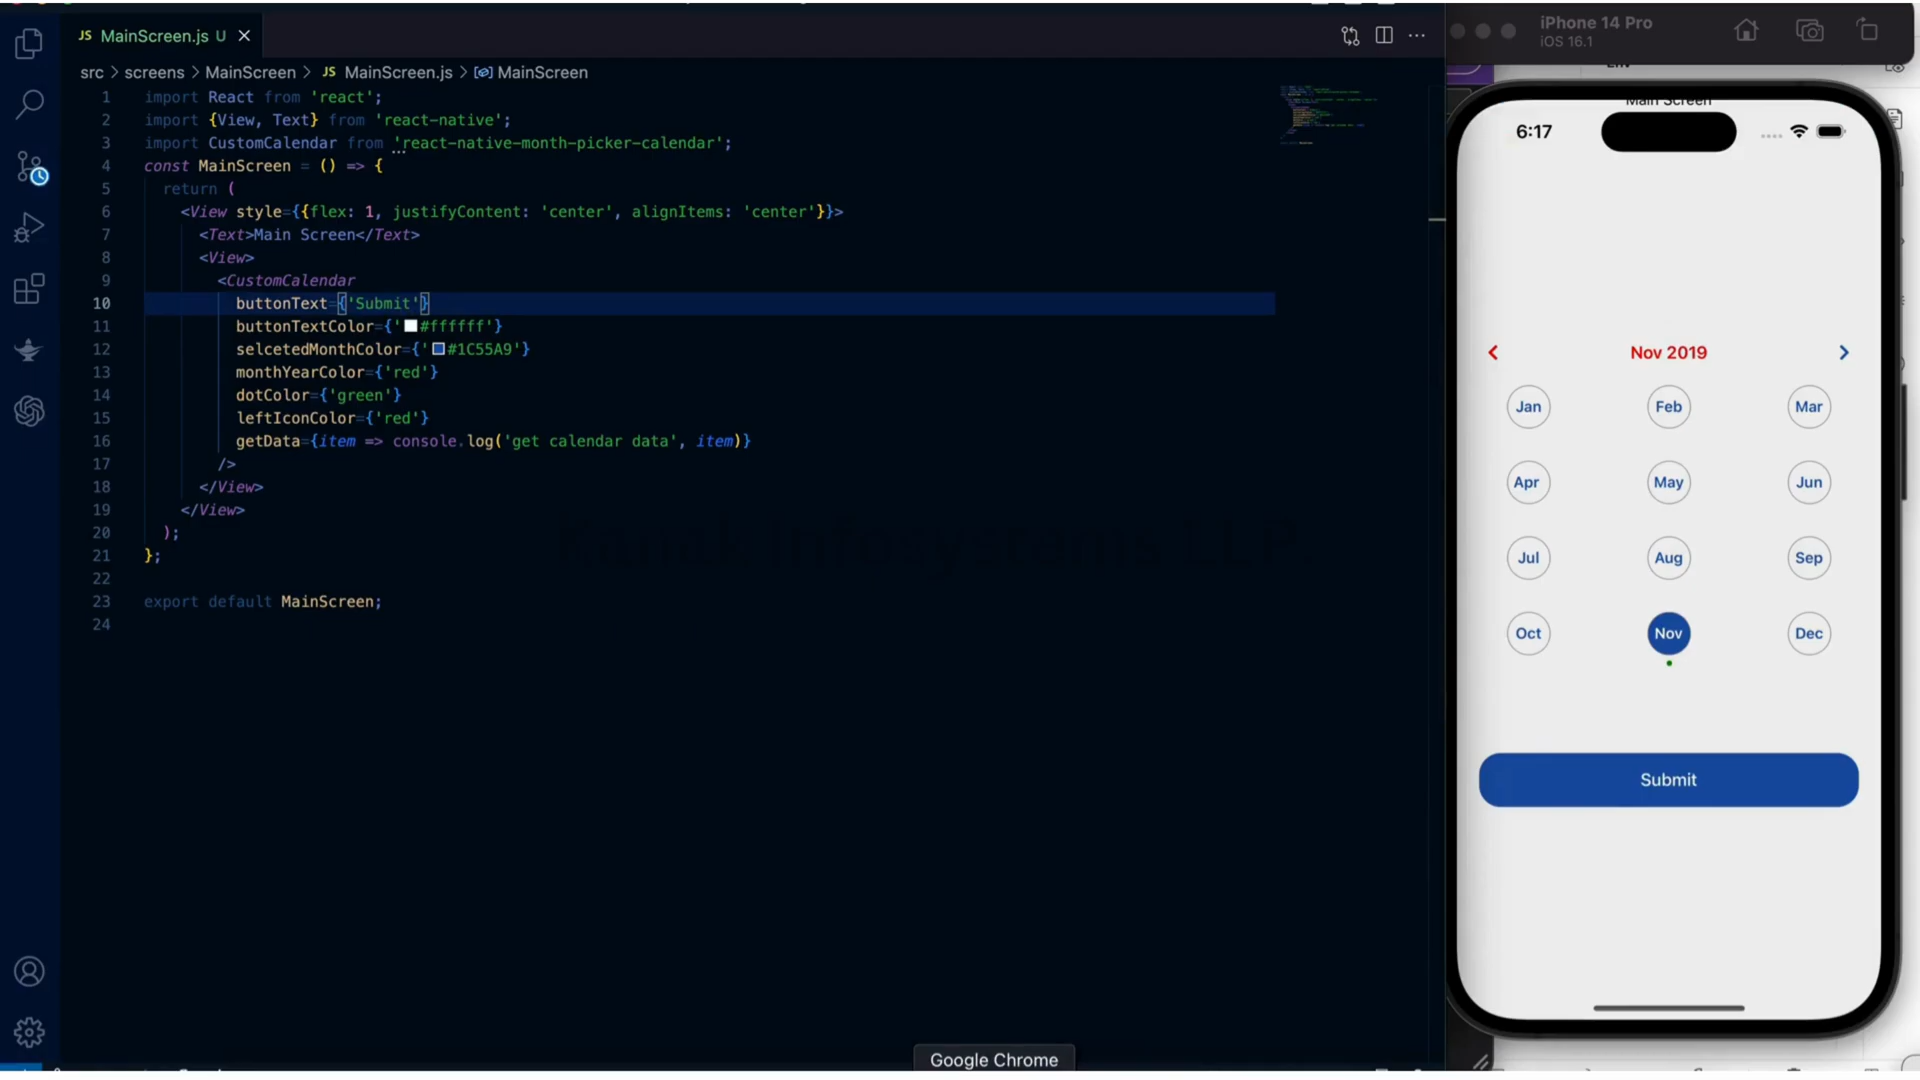 JS MainScreen.js U
src > screens > MainScreen > JS MainScreen.js > MainScreen
1 import React from 'react';
2 import {View, Text} from 'react-native';
3 import CustomCalendar from 'react-native-month-picker-calendar';
4 const MainScreen = () => {
5 return (
6 <View style={{flex: 1, justifyContent: 'center', alignItems: 'center'}}>
7 <Text>Main Screen</Text>
8 <View>
9 <CustomCalendar
10 buttonText={'Submit'}
11 buttonTextColor={'#ffffff'}
12 selcetedMonthColor={'#1C55A9'}
13 monthYearColor={'red'}
14 dotColor={'green'}
15 leftIconColor={'red'}
16 getData={item => console.log('get calendar data', item)}
17 />
18 </View>
19 </View>
20 );
21 };
22
23 export default MainScreen;
24
Google Chrome
iPhone 14 Pro
iOS 16.1
Main Screen
6:17
Nov 2019
Jan Feb Mar
Apr May Jun
Jul Aug Sep
Oct Nov Dec
Submit